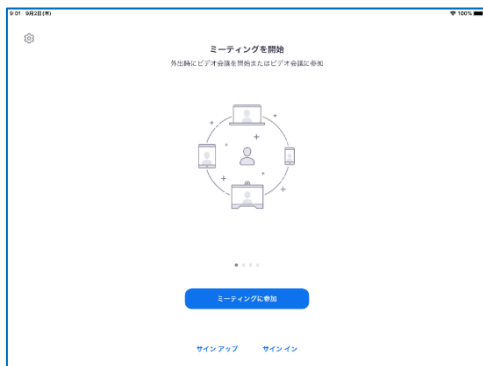 9:01 9月2日(水)
100%
ミーティングを開始
外出時にビデオ会議を開始またはビデオ会議に参加
ミーティングに参加
サインアップ サインイン